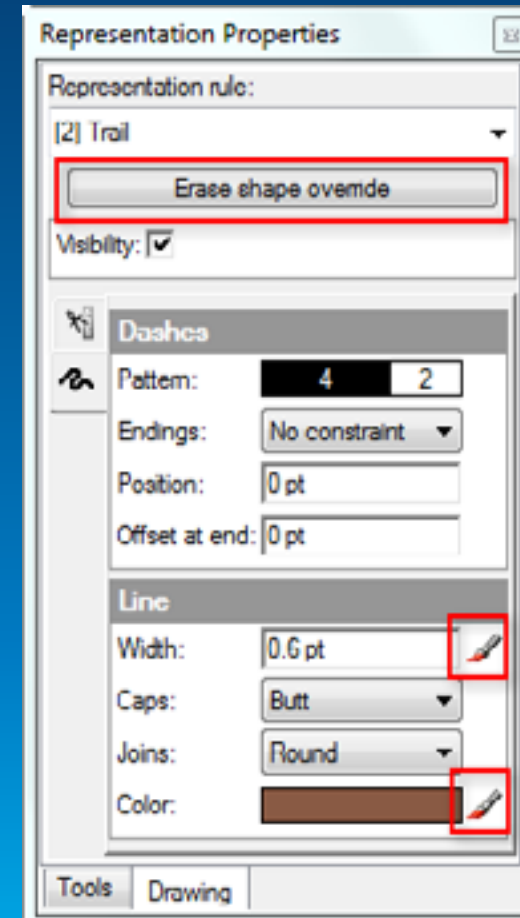 Representation Properties
Representation rule:
[2] Trail
Erase shape override
Visibility:
Dashes
Pattern: 4 2
Endings: No constraint
Position: 0 pt
Offset at end: 0 pt
Line
Width: 0.6 pt
Caps: Butt
Joins: Round
Color:
Tools Drawing